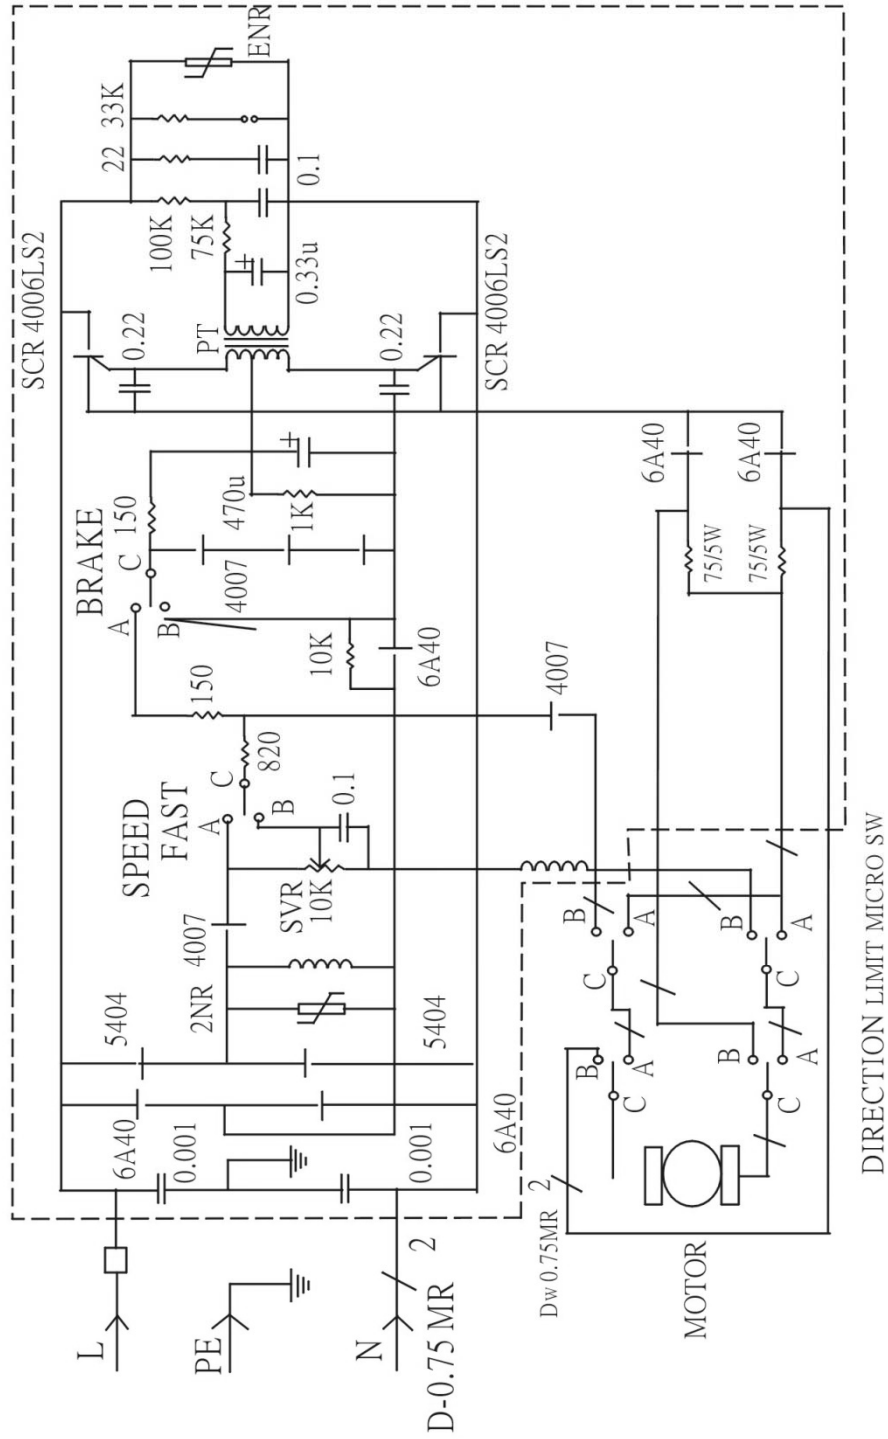 SCR 4006LS2
L
6A40
5404
SPEED
FAST
BRAKE
A
B
C
150
22
33K
ENR
0.001
2NR
4007
A
B
C
150
4007
470u
0.22
100K
75K
PE
PT
SVR
10K
820
0.1
10K
1K
0.33u
0.1
N
2
0.001
5404
6A40
0.22
D-0.75 MR
6A40
SCR 4006LS2
4007
Dw 0.75MR
2
B
A
C
B
A
C
MOTOR
6A40
75/5W
6A40
75/5W
B
A
C
B
A
C
DIRECTION LIMIT MICRO SW